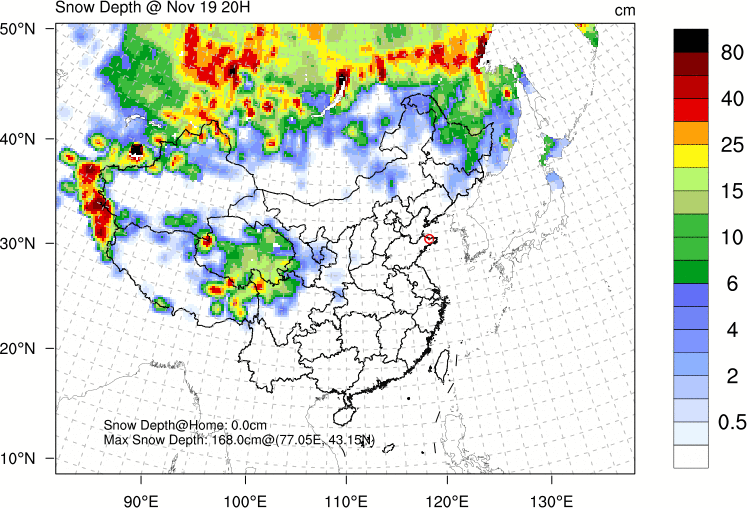 Snow Depth @ Nov 19 20H
cm
50°N
40°N
30°N
20°N
10°N
Snow Depth@Home: 0.0cm
Max Snow Depth: 168.0cm@(77.05E, 43.15N)
90°E 100°E 110°E 120°E 130°E
80
40
25
15
10
6
4
2
0.5